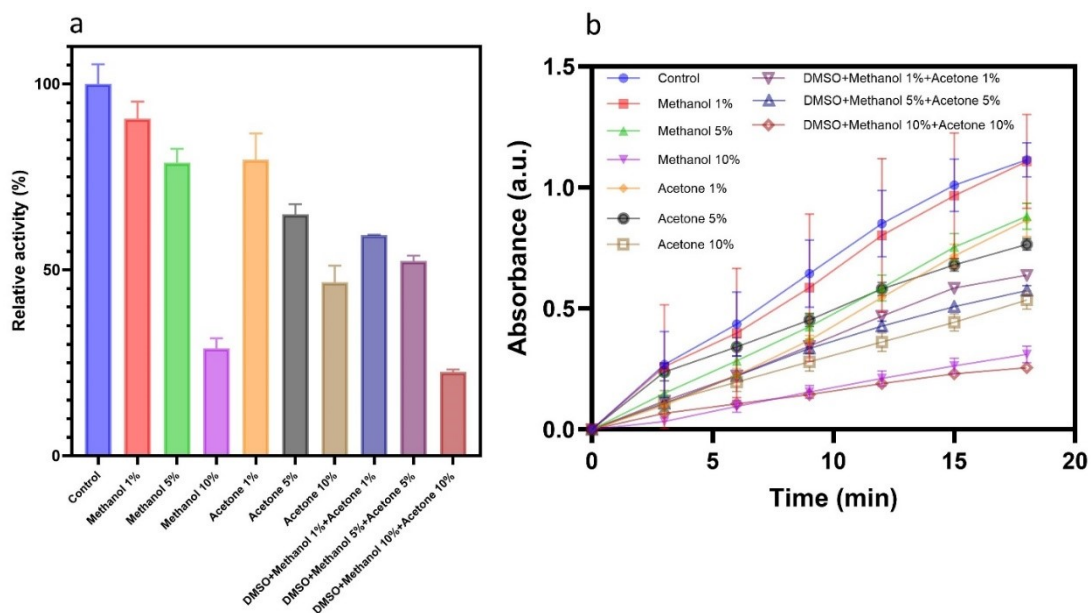 a
Relative activity (%)
100
50
0
Control
Methanol 1%
Methanol 5%
Methanol 10%
Acetone 1%
Acetone 5%
Acetone 10%
DMSO+Methanol 1%+Acetone 1%
DMSO+Methanol 5%+Acetone 5%
DMSO+Methanol 10%+Acetone 10%
b
Absorbance (a.u.)
1.5
1.0
0.5
0.0
Control
Methanol 1%
Methanol 5%
Methanol 10%
Acetone 1%
Acetone 5%
Acetone 10%
DMSO+Methanol 1%+Acetone 1%
DMSO+Methanol 5%+Acetone 5%
DMSO+Methanol 10%+Acetone 10%
0 5 10 15 20
Time (min)